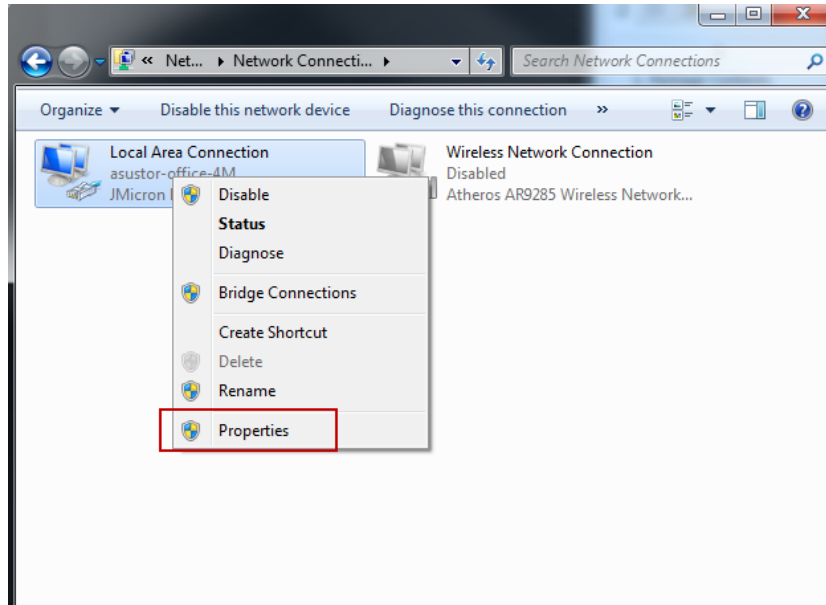 « Net... Network Connecti...
Search Network Connections
Organize Disable this network device Diagnose this connection »
Local Area Connection
asustor-office-4M
JMicron
Wireless Network Connection
Disabled
Atheros AR9285 Wireless Network...
Disable
Status
Diagnose
Bridge Connections
Create Shortcut
Delete
Rename
Properties